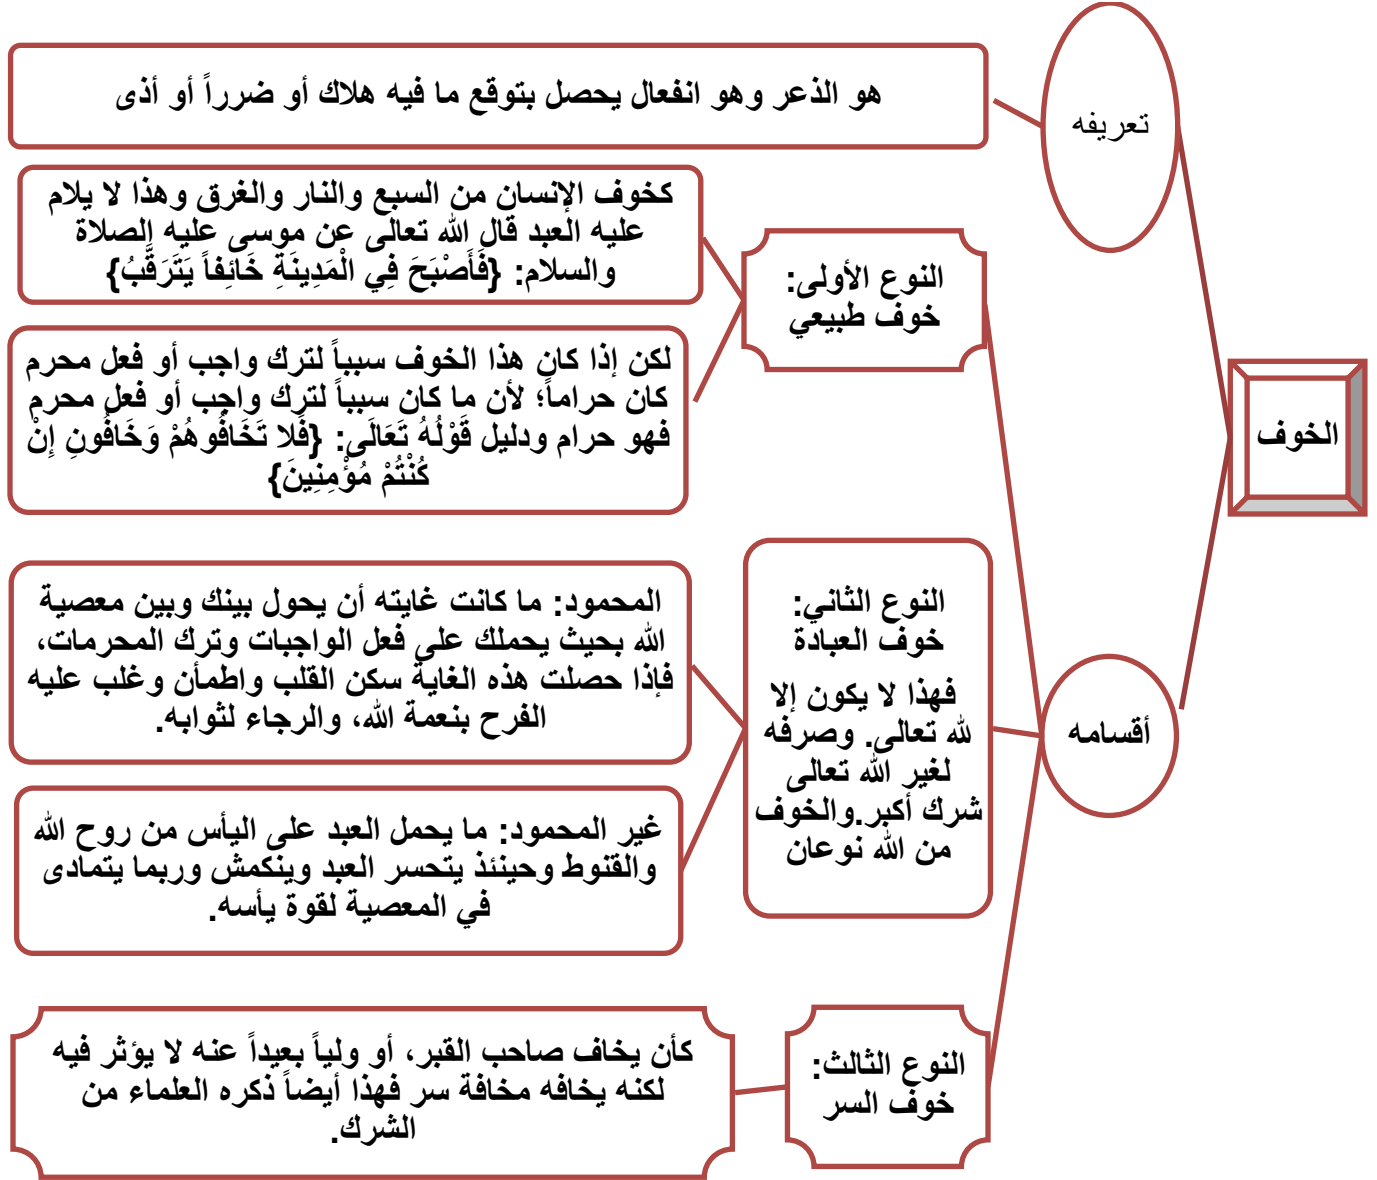 الخوف
تعريفه
هو الذعر وهو انفعال يحصل بتوقع ما فيه هلاك أو ضرراً أو أذى
أقسامه
النوع الأولى:
خوف طبيعي
كخوف الإنسان من السبع والنار والغرق وهذا لا يلام
عليه العبد قال الله تعالى عن موسى عليه الصلاة
والسلام: {فَأَصْبَحَ فِي الْمَدِينَةِ خَائِفاً يَتَرَقَّبُ}
لكن إذا كان هذا الخوف سبباً لترك واجب أو فعل محرم
كان حراماً؛ لأن ما كان سبباً لترك واجب أو فعل محرم
فهو حرام ودليل قَوْلُهُ تَعَالَى: {فَلا تَخَافُوهُمْ وَخَافُونِ إِنْ
كُنْتُمْ مُؤْمِنِينَ}
النوع الثاني:
خوف العبادة
فهذا لا يكون إلا
لله تعالى. وصرفه
لغير الله تعالى
شرك أكبر.والخوف
من الله نوعان
المحمود: ما كانت غايته أن يحول بينك وبين معصية
الله بحيث يحملك على فعل الواجبات وترك المحرمات،
فإذا حصلت هذه الغاية سكن القلب واطمأن وغلب عليه
الفرح بنعمة الله، والرجاء لثوابه.
غير المحمود: ما يحمل العبد على اليأس من روح الله
والقنوط وحينئذ يتحسر العبد وينكمش وربما يتمادى
في المعصية لقوة يأسه.
النوع الثالث:
خوف السر
كأن يخاف صاحب القبر، أو ولياً بعيداً عنه لا يؤثر فيه
لكنه يخافه مخافة سر فهذا أيضاً ذكره العلماء من
الشرك.